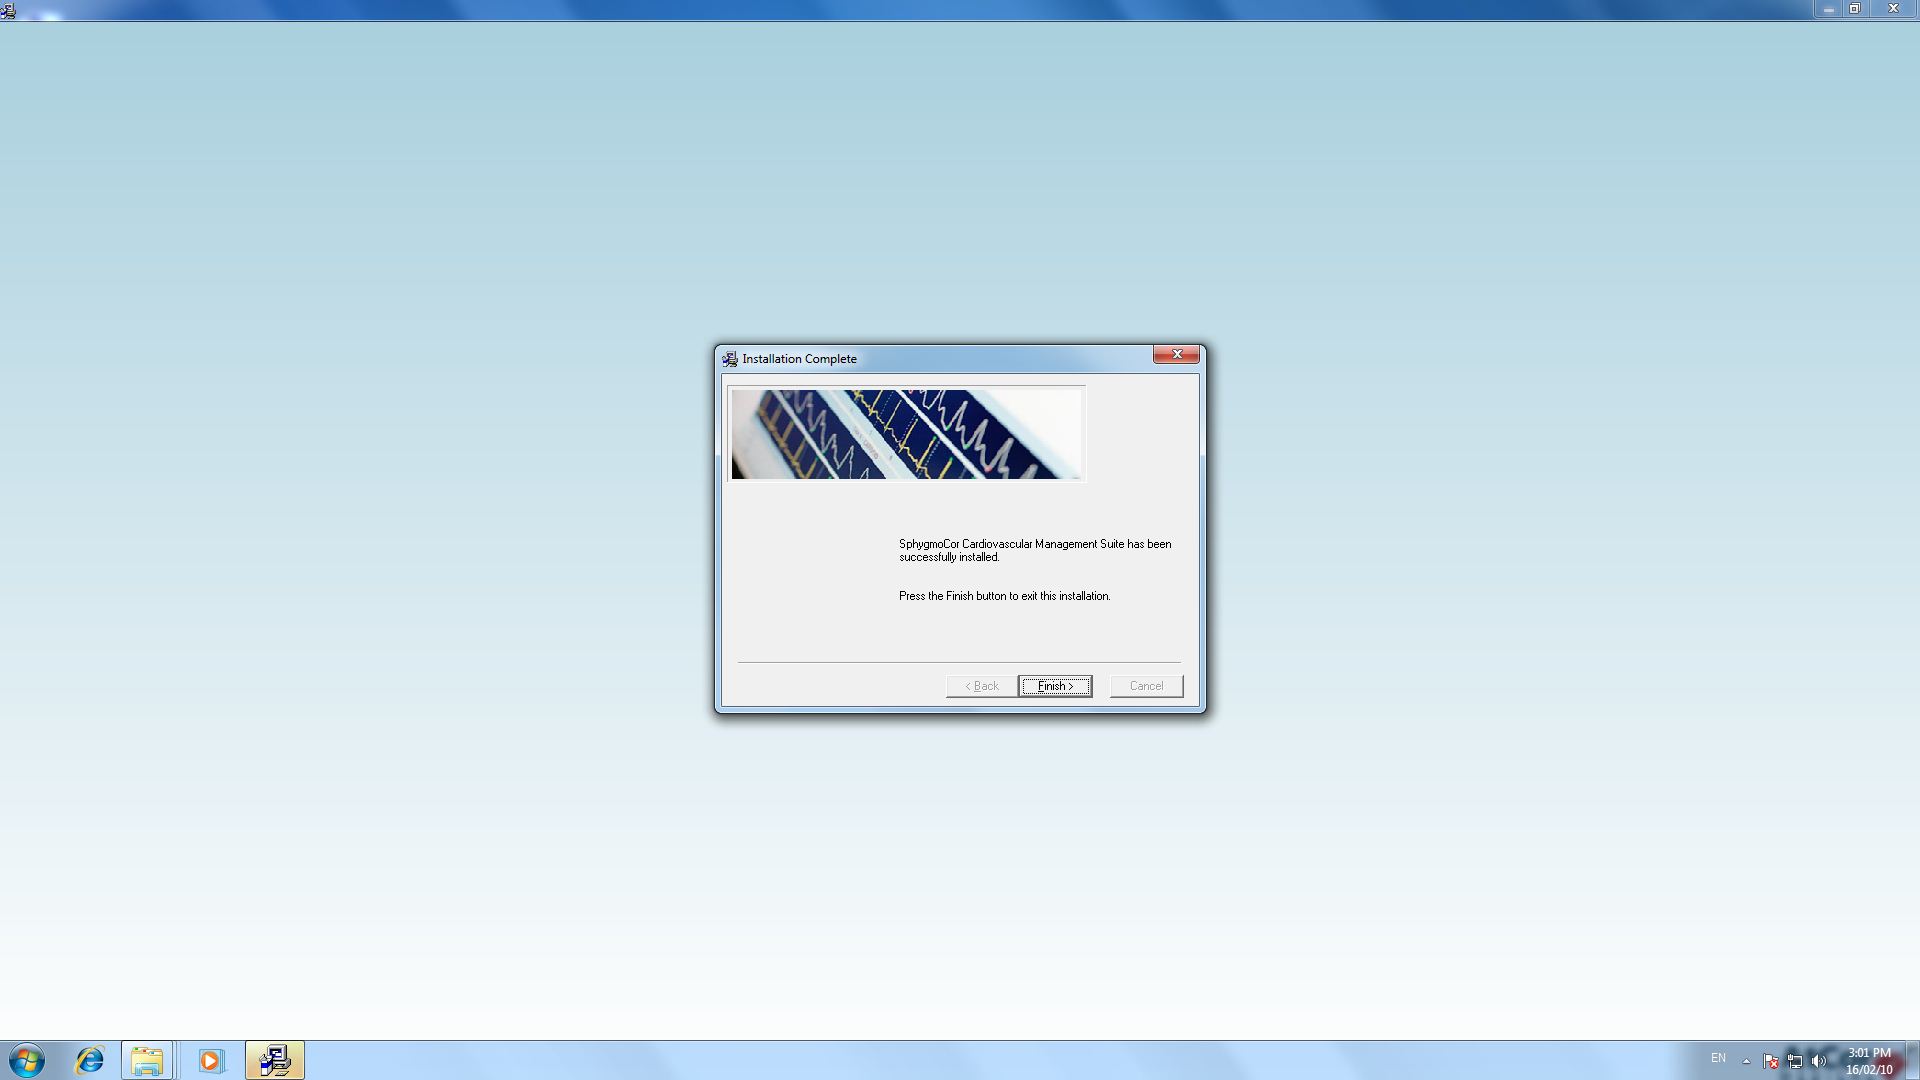 Installation Complete
SphygmoCor Cardiovascular Management Suite has been
successfully installed.
Press the Finish button to exit this installation.
< Back
Finish >
Cancel
EN
3:01 PM
16/02/10